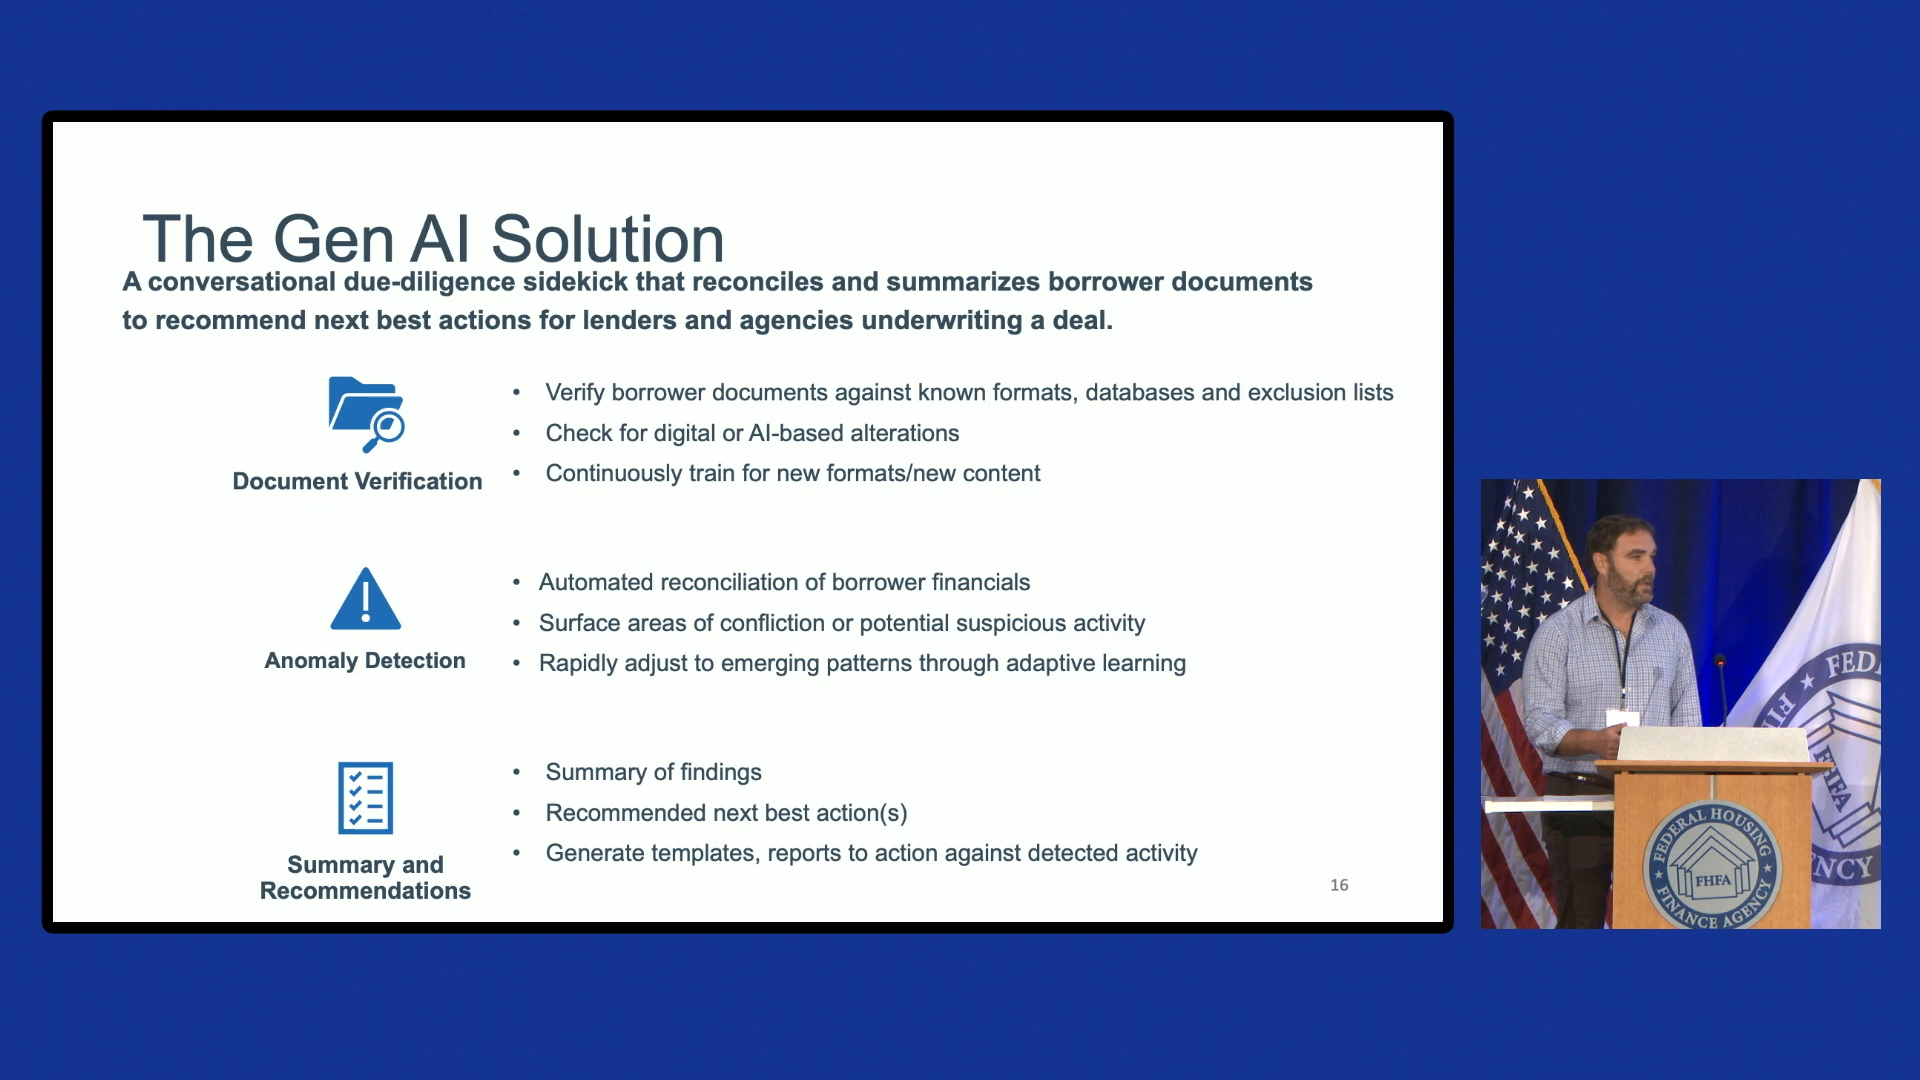 The Gen AI Solution
A conversational due-diligence sidekick that reconciles and summarizes borrower documents
to recommend next best actions for lenders and agencies underwriting a deal.
Document Verification
• Verify borrower documents against known formats, databases and exclusion lists
• Check for digital or AI-based alterations
• Continuously train for new formats/new content
Anomaly Detection
• Automated reconciliation of borrower financials
• Surface areas of confliction or potential suspicious activity
• Rapidly adjust to emerging patterns through adaptive learning
Summary and
Recommendations
• Summary of findings
• Recommended next best action(s)
• Generate templates, reports to action against detected activity
16
FEDERAL HOUSING
FINANCE AGENCY
FHFA
FED
FHFA
ENCY